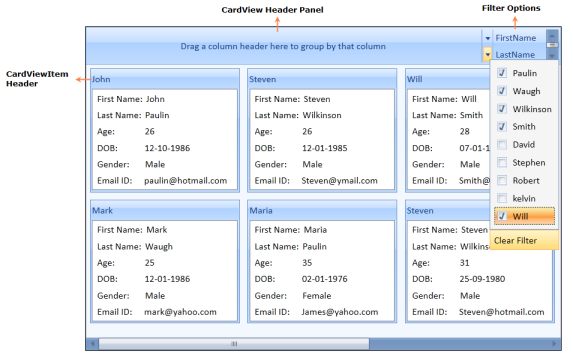 CardView Header Panel
Filter Options
Drag a column header here to group by that column
FirstName
LastName
CardViewItem
Header
John
First Name: John
Last Name: Paulin
Age: 26
DOB: 12-10-1986
Gender: Male
Email ID: paulin@hotmail.com
Steven
First Name: Steven
Last Name: Wilkinson
Age: 26
DOB: 12-01-1985
Gender: Male
Email ID: Steven@ymail.com
Will
First Name: Will
Last Name: Smith
Age: 28
DOB: 07-01-1
Gender: Male
Email ID: Smith@
Paulin
Waugh
Wilkinson
Smith
David
Stephen
Robert
kelvin
Will
Clear Filter
Mark
First Name: Mark
Last Name: Waugh
Age: 25
DOB: 12-01-1986
Gender: Male
Email ID: mark@yahoo.com
Maria
First Name: Maria
Last Name: Paulin
Age: 35
DOB: 02-01-1976
Gender: Female
Email ID: James@yahoo.com
Steven
First Name: Steven
Last Name: Wilkins
Age: 31
DOB: 25-09-1980
Gender: Male
Email ID: Steven@hotmail.com